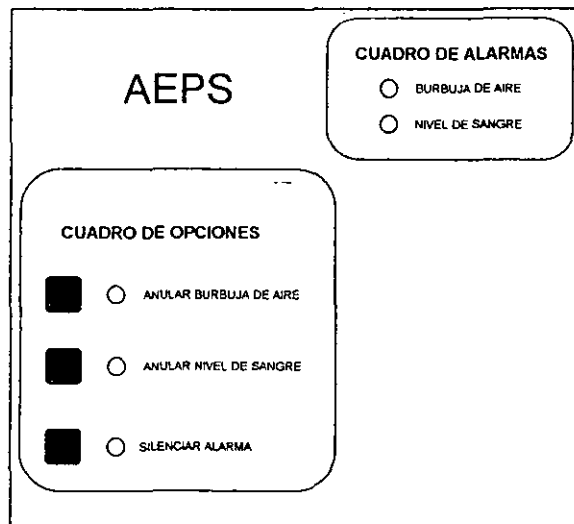 AEPS
CUADRO DE ALARMAS
BURBUJA DE AIRE
NIVEL DE SANGRE
CUADRO DE OPCIONES
ANULAR BURBUJA DE AIRE
ANULAR NIVEL DE SANGRE
SILENCIAR ALARMA